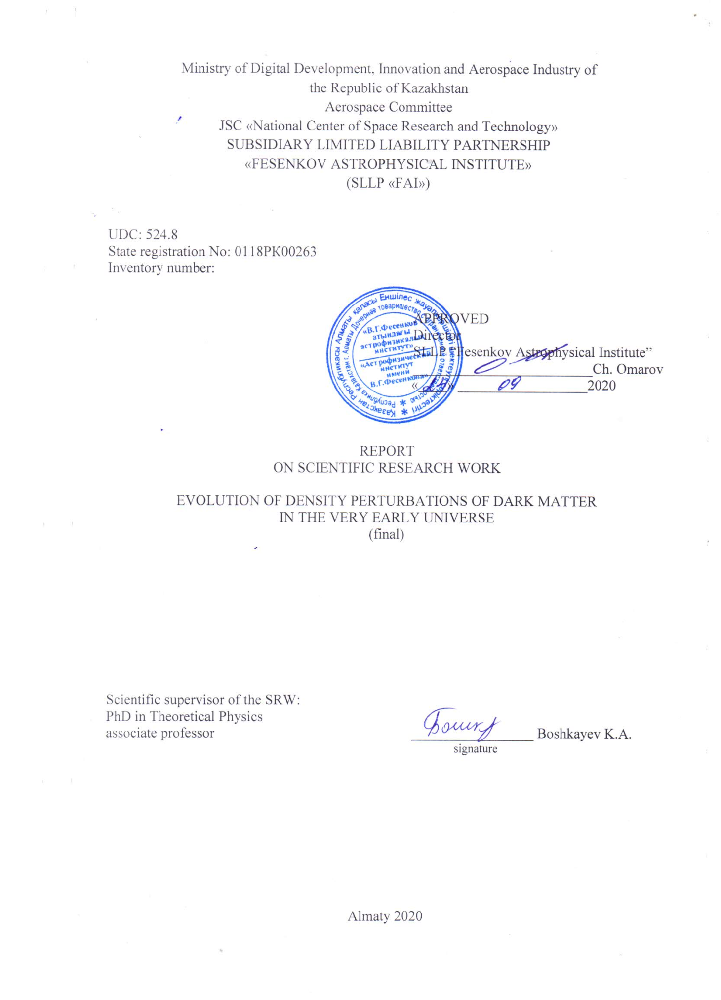 Ministry of Digital Development, Innovation and Aerospace Industry of
the Republic of Kazakhstan
Aerospace Committee
JSC «National Center of Space Research and Technology»
SUBSIDIARY LIMITED LIABILITY PARTNERSHIP
«FESENKOV ASTROPHYSICAL INSTITUTE»
(SLLP «FAI»)
UDC: 524.8
State registration No: 0118РК00263
Inventory number:
Қазақстан Республикасы Алматы қаласы Еншілес жауапкершілігі шектеулі серіктестігі
Республика Казахстан г. Алматы Дочернее товарищество с ограниченной ответственностью
«В.Г.Фесенков
атындағы
астрофизикалық
институт»
«Астрофизический
институт
имени
В.Г.Фесенкова»
APPROVED
Director
SLLP “Fesenkov Astrophysical Institute”
Ch. Omarov
« » 09 2020
REPORT
ON SCIENTIFIC RESEARCH WORK
EVOLUTION OF DENSITY PERTURBATIONS OF DARK MATTER
IN THE VERY EARLY UNIVERSE
(final)
Scientific supervisor of the SRW:
PhD in Theoretical Physics
associate professor
Boshkayev K.A.
signature
Almaty 2020